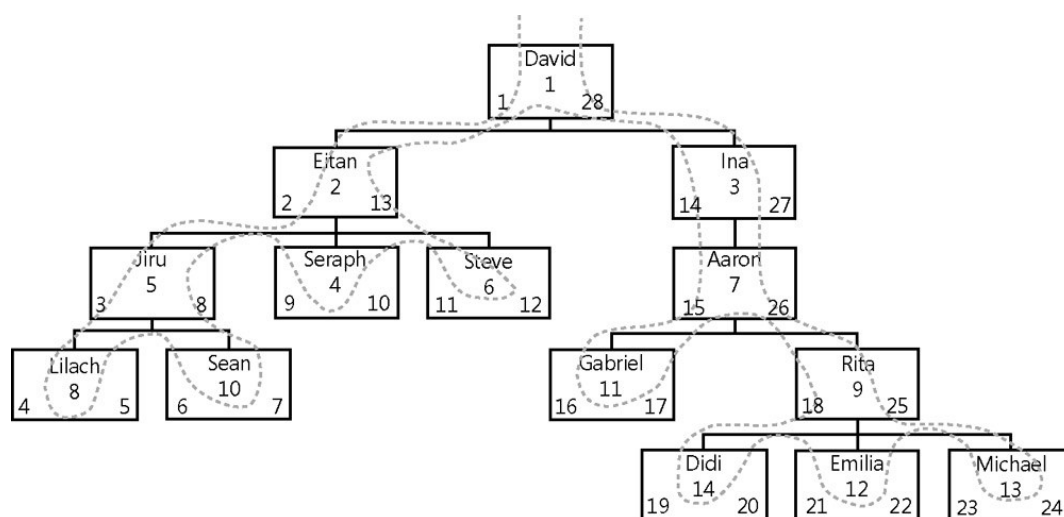 David
1
1 28
Eitan
2
2 13
Ina
3
14 27
Jiru
5
3 8
Seraph
4
9 10
Steve
6
11 12
Aaron
7
15 26
Lilach
8
4 5
Sean
10
6 7
Gabriel
11
16 17
Rita
9
18 25
Didi
14
19 20
Emilia
12
21 22
Michael
13
23 24